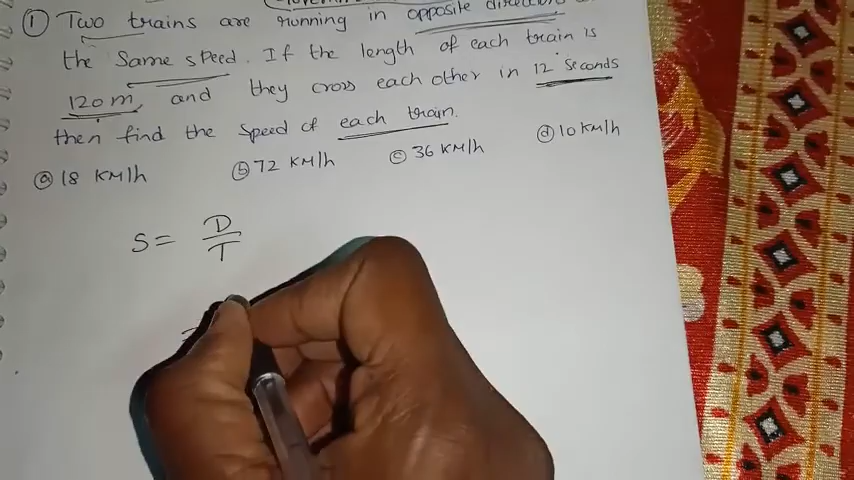 ① Two trains are running in opposite directions
the Same speed. If the length of each train is
120 m, and they cross each other in 12 seconds
then find the speed of each train.
ⓐ 18 KM/h ⓑ 72 KM/h ⓒ 36 KM/h ⓓ 10 KM/h
S = D/T